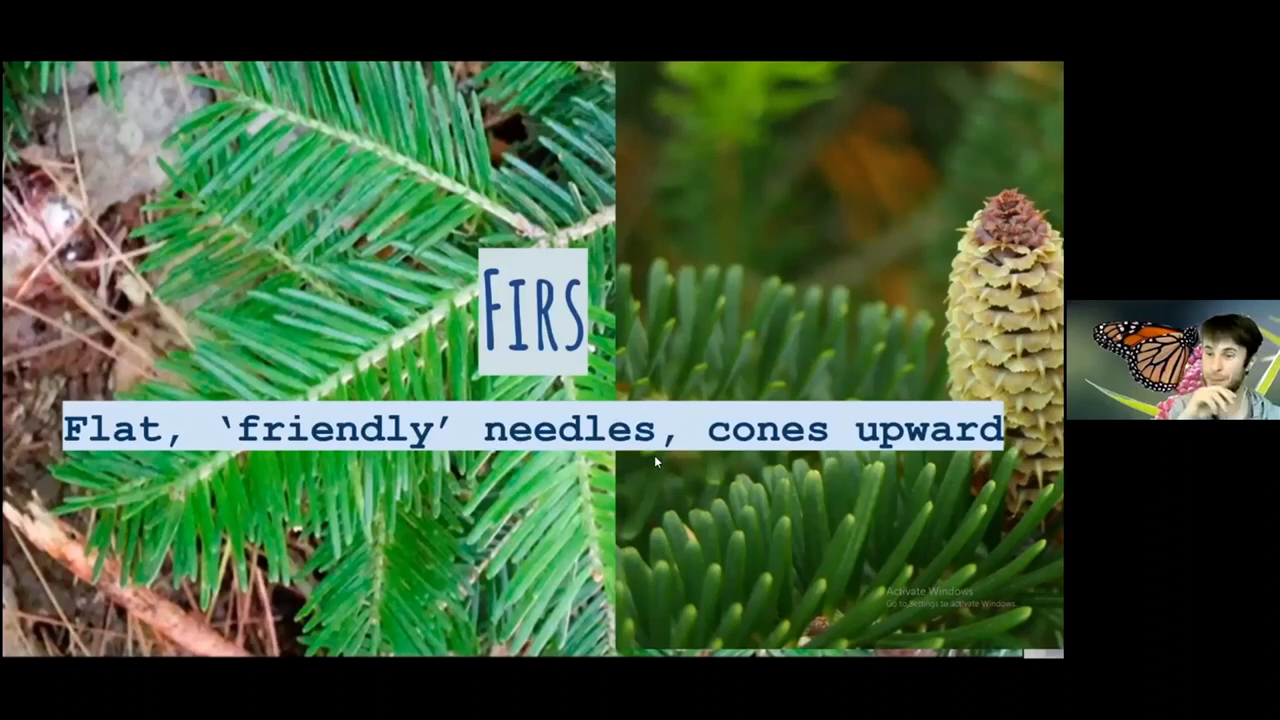 FIRS
Flat, ‘friendly’ needles, cones upward
Activate Windows
Go to Settings to activate Windows.